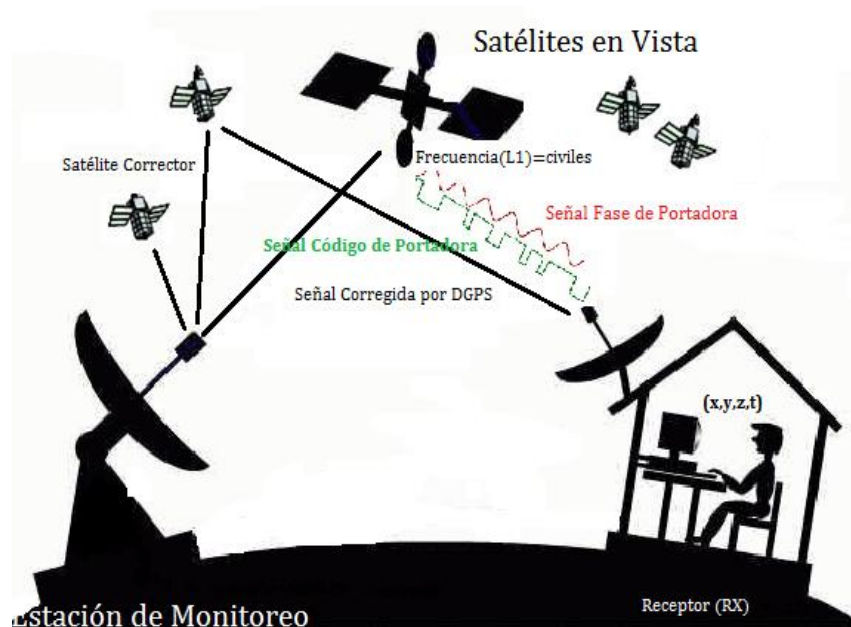 Satélites en Vista
Satélite Corrector
Frecuencia(L1)=civiles
Señal Fase de Portadora
Señal Código de Portadora
Señal Corregida por DGPS
(x,y,z,t)
Estación de Monitoreo
Receptor (RX)